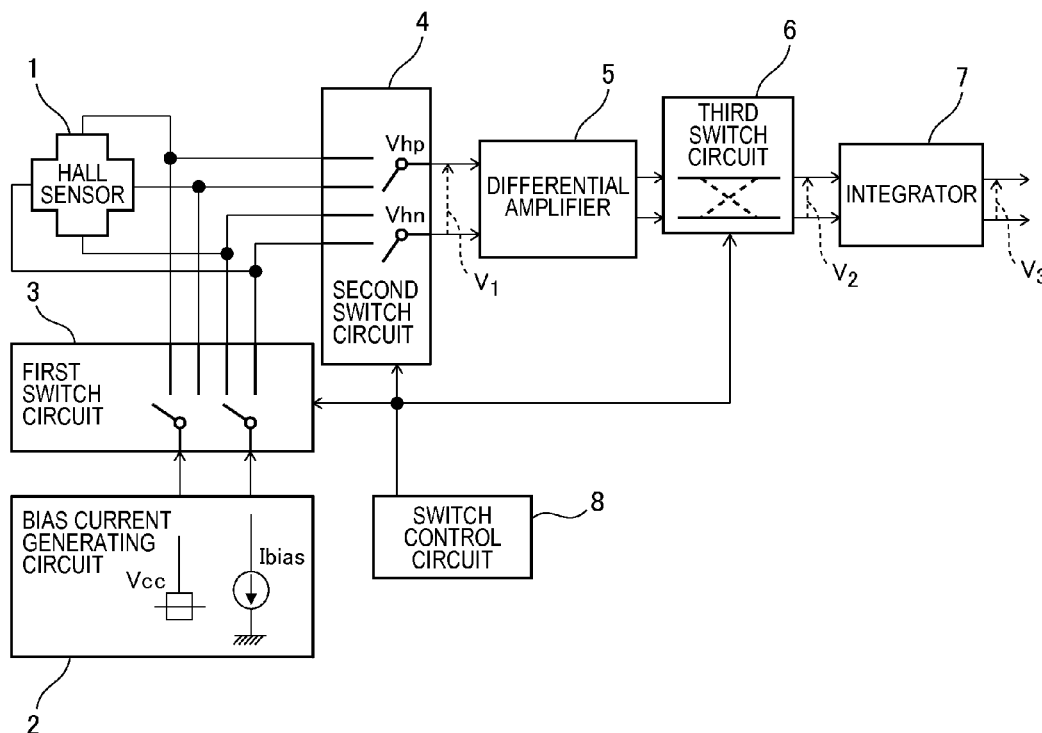 1
HALL
SENSOR
4
Vhp
Vhn
SECOND
SWITCH
CIRCUIT
V1
5
DIFFERENTIAL
AMPLIFIER
6
THIRD
SWITCH
CIRCUIT
V2
7
INTEGRATOR
V3
3
FIRST
SWITCH
CIRCUIT
BIAS CURRENT
GENERATING
CIRCUIT
Vcc
Ibias
2
SWITCH
CONTROL
CIRCUIT
8